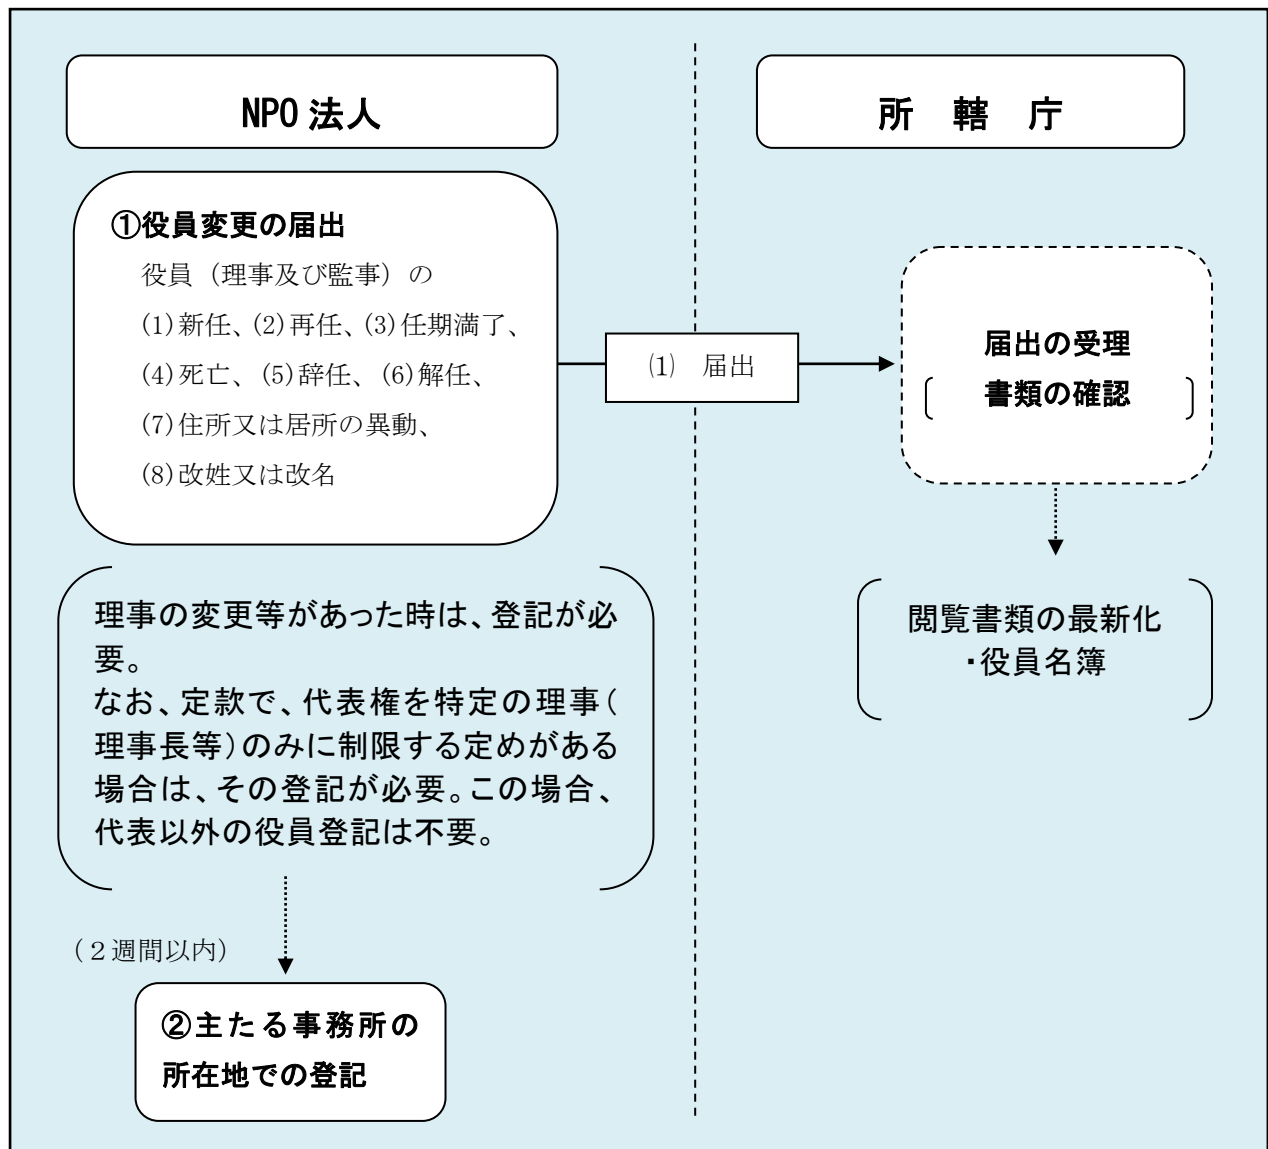 NPO 法人
所 轄 庁
①役員変更の届出
役員（理事及び監事）の
(1)新任、(2)再任、(3)任期満了、
(4)死亡、(5)辞任、(6)解任、
(7)住所又は居所の異動、
(8)改姓又は改名
⑴ 届出
届出の受理
書類の確認
理事の変更等があった時は、登記が必
要。
なお、定款で、代表権を特定の理事（
理事長等）のみに制限する定めがある
場合は、その登記が必要。この場合、
代表以外の役員登記は不要。
閲覧書類の最新化
・役員名簿
（２週間以内）
②主たる事務所の
所在地での登記